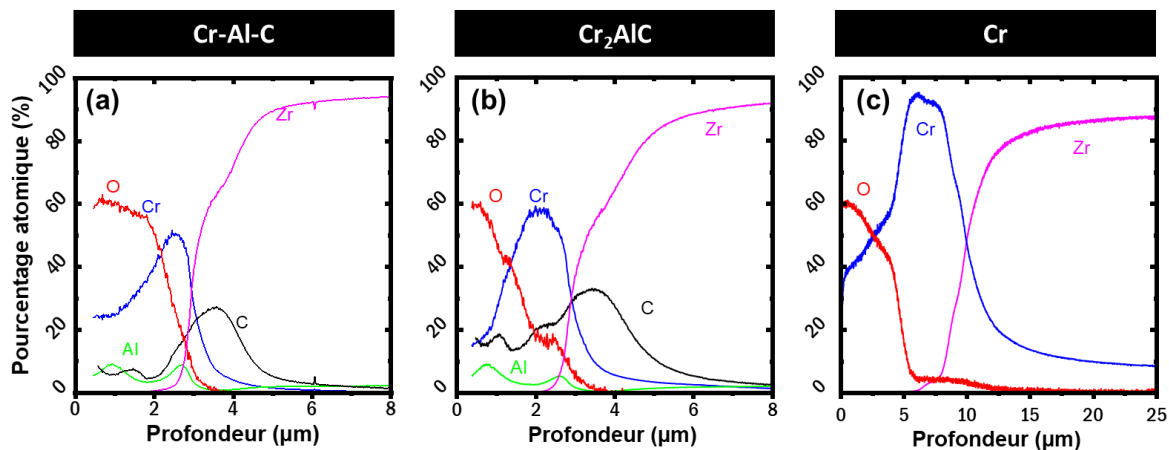 Cr-Al-C
Cr₂AlC
Cr
Pourcentage atomique (%)
100
80
60
40
20
0
(a)
O
Cr
Zr
Al
C
0
2
4
6
8
Profondeur (µm)
100
80
60
40
20
0
(b)
O
Cr
Zr
C
Al
0
2
4
6
8
Profondeur (µm)
100
80
60
40
20
0
(c)
O
Cr
Zr
0
5
10
15
20
25
Profondeur (µm)